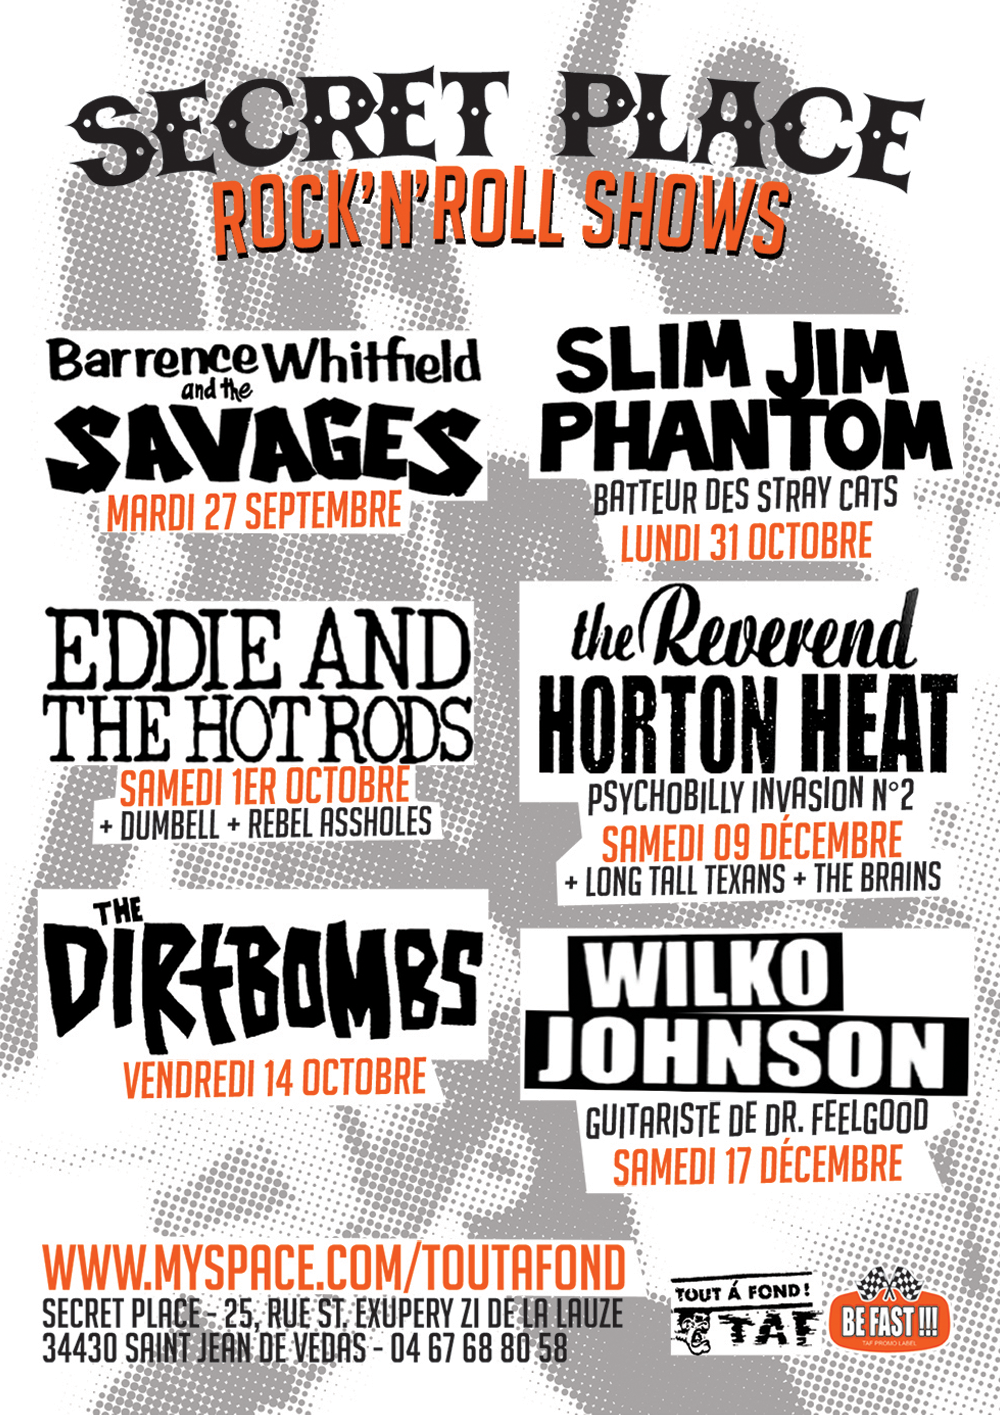 SECRET PLACE
ROCK'N'ROLL SHOWS
Barrence Whitfield
and the
SAVAGES
MARDI 27 SEPTEMBRE
EDDIE AND
THE HOT RODS
SAMEDI 1ER OCTOBRE
+ DUMBELL + REBEL ASSHOLES
THE
DIRTBOMBS
VENDREDI 14 OCTOBRE
SLIM JIM
PHANTOM
BATTEUR DES STRAY CATS
LUNDI 31 OCTOBRE
the Reverend
HORTON HEAT
PSYCHOBILLY INVASION N°2
SAMEDI 09 DÉCEMBRE
+ LONG TALL TEXANS + THE BRAINS
WILKO
JOHNSON
GUITARISTE DE DR. FEELGOOD
SAMEDI 17 DÉCEMBRE
WWW.MYSPACE.COM/TOUTAFOND
SECRET PLACE - 25, RUE ST. EXUPERY ZI DE LA LAUZE
34430 SAINT JEAN DE VEDAS - 04 67 68 80 58
TOUT Á FOND!
TAF
BE FAST !!!
TAF PROMO LABEL